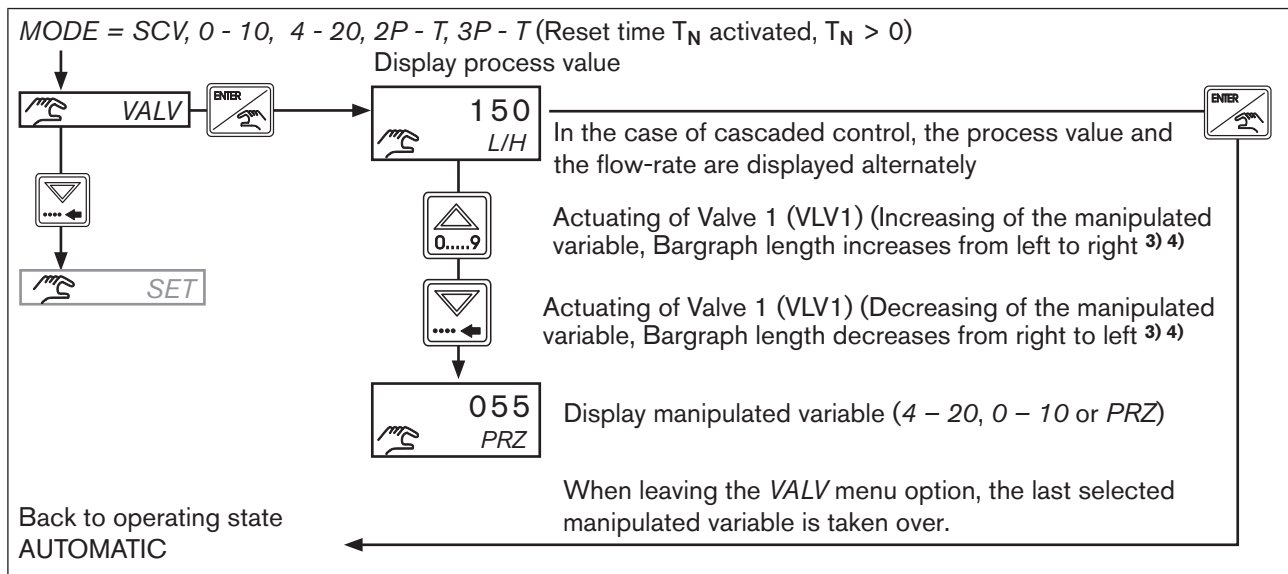 MODE = SCV, 0 - 10, 4 - 20, 2P - T, 3P - T (Reset time TN activated, TN > 0)
Display process value
VALV
ENTER
150
L/H
ENTER
In the case of cascaded control, the process value and
the flow-rate are displayed alternately
.... 
0.....9
Actuating of Valve 1 (VLV1) (Increasing of the manipulated
variable, Bargraph length increases from left to right 3) 4)
SET
....
Actuating of Valve 1 (VLV1) (Decreasing of the manipulated
variable, Bargraph length decreases from right to left 3) 4)
055
PRZ
Display manipulated variable (4 – 20, 0 – 10 or PRZ)
When leaving the VALV menu option, the last selected
manipulated variable is taken over.
Back to operating state
AUTOMATIC